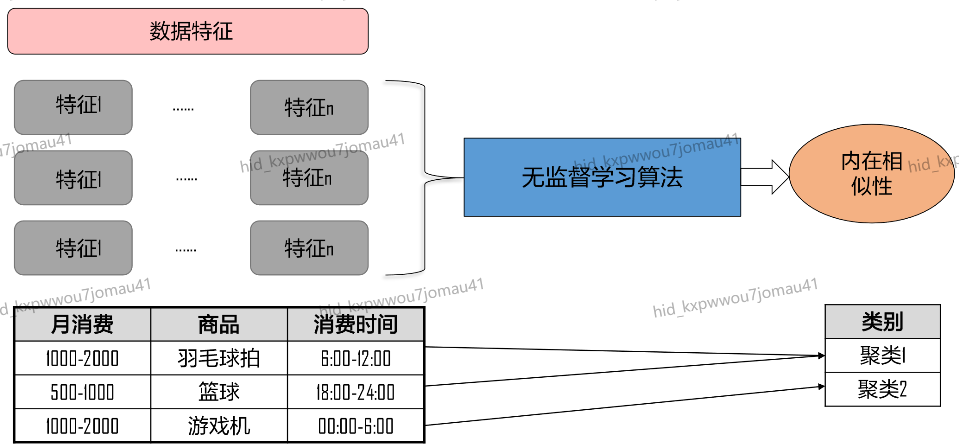 数据特征
特征1 ...... 特征n
特征1 ...... 特征n
特征1 ...... 特征n
无监督学习算法
内在相
似性
hid_kxpwwou7jomau41
hid_kxpwwou7jomau41
hid_kxpwwou7jomau41
hid_kxpwwou7jomau41
月消费 商品 消费时间
1000-2000 羽毛球拍 6:00-12:00
500-1000 篮球 18:00-24:00
1000-2000 游戏机 00:00-6:00
类别
聚类1
聚类2